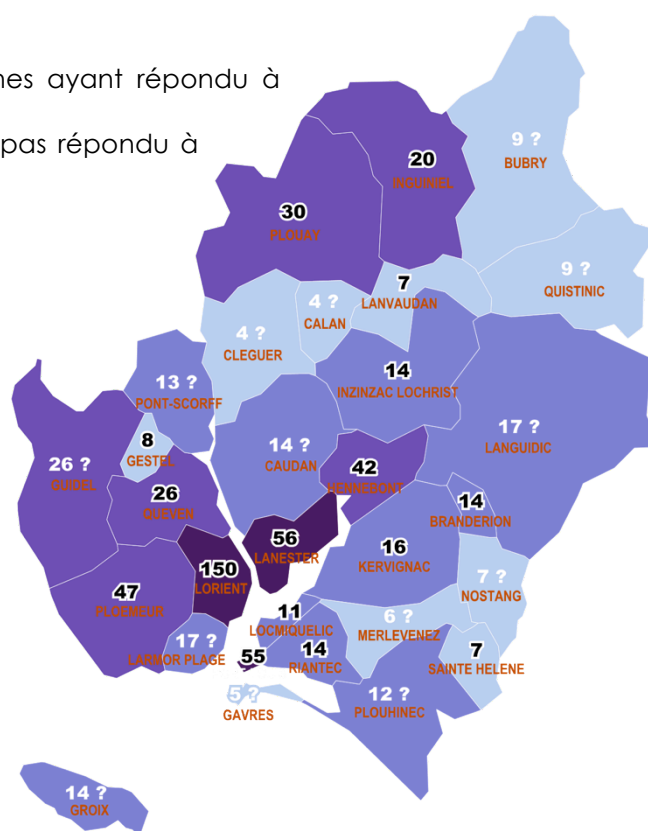 nes ayant répondu à
pas répondu à
9 ?
BUBRY
20
INGUINIEL
30
PLOUAY
9 ?
QUISTINIC
7
LANVAUDAN
4 ?
CALAN
4 ?
CLEGUER
14
INZINZAC LOCHRIST
13 ?
PONT-SCORFF
17 ?
LANGUIDIC
8
GESTEL
14 ?
CAUDAN
26 ?
GUIDEL
42
HENNEBONT
26
QUEVEN
14
BRANDERION
56
LANESTER
16
KERVIGNAC
150
LORIENT
7 ?
NOSTANG
47
PLOEMEUR
11
LOCMIQUELIC
6 ?
MERLEVENEZ
17 ?
LARMOR PLAGE
55
14
RIANTEC
7
SAINTE HELENE
5 ?
GAVRES
12 ?
PLOUHINEC
14 ?
GROIX